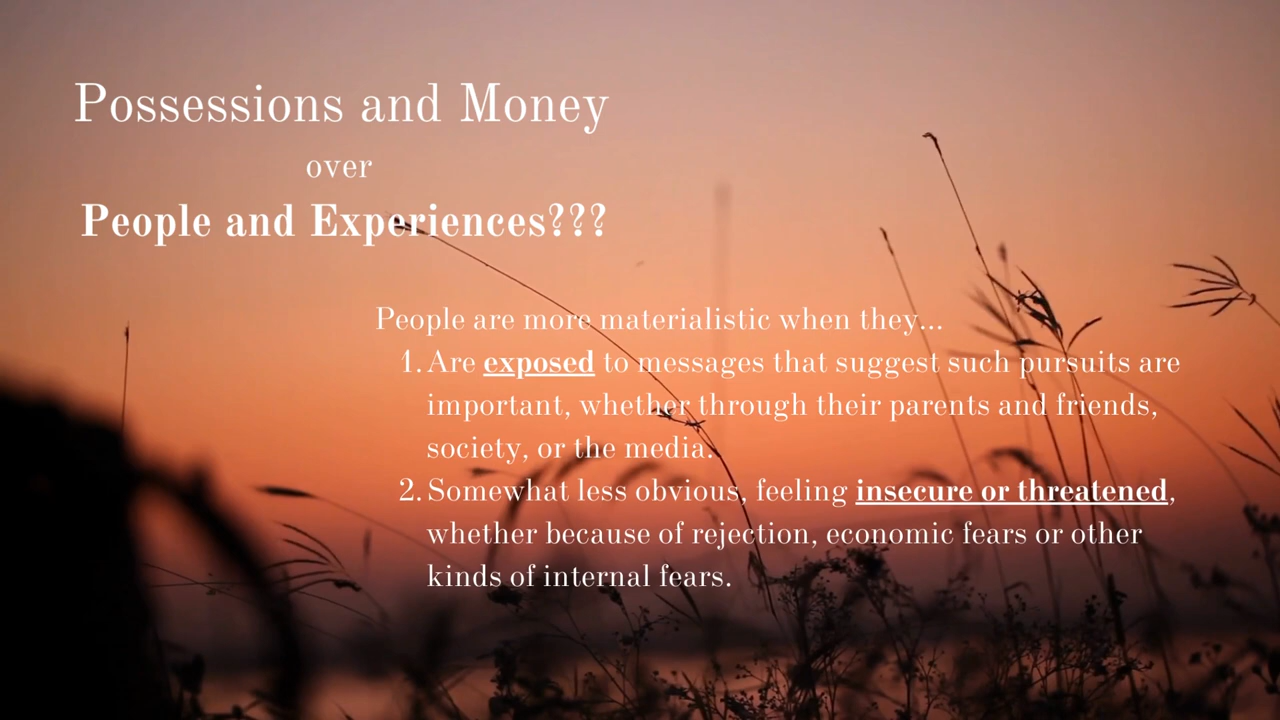 Possessions and Money
over
People and Experiences???
People are more materialistic when they...
1. Are exposed to messages that suggest such pursuits are
important, whether through their parents and friends,
society, or the media.
2. Somewhat less obvious, feeling insecure or threatened,
whether because of rejection, economic fears or other
kinds of internal fears.